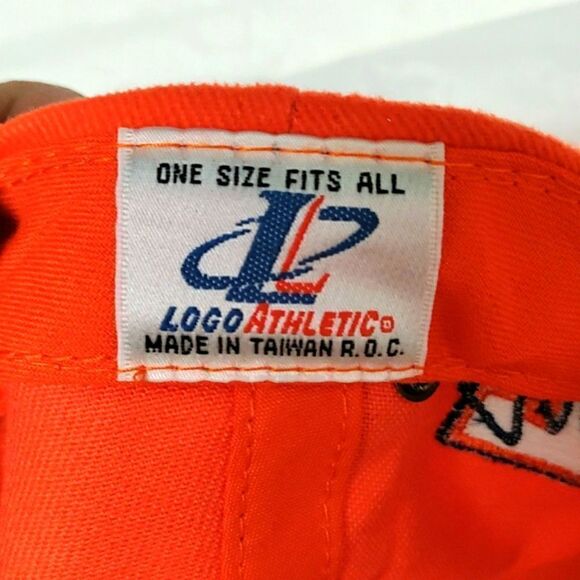 ONE SIZE FITS ALL
LOGO ATHLETIC
MADE IN TAIWAN R.O.C.